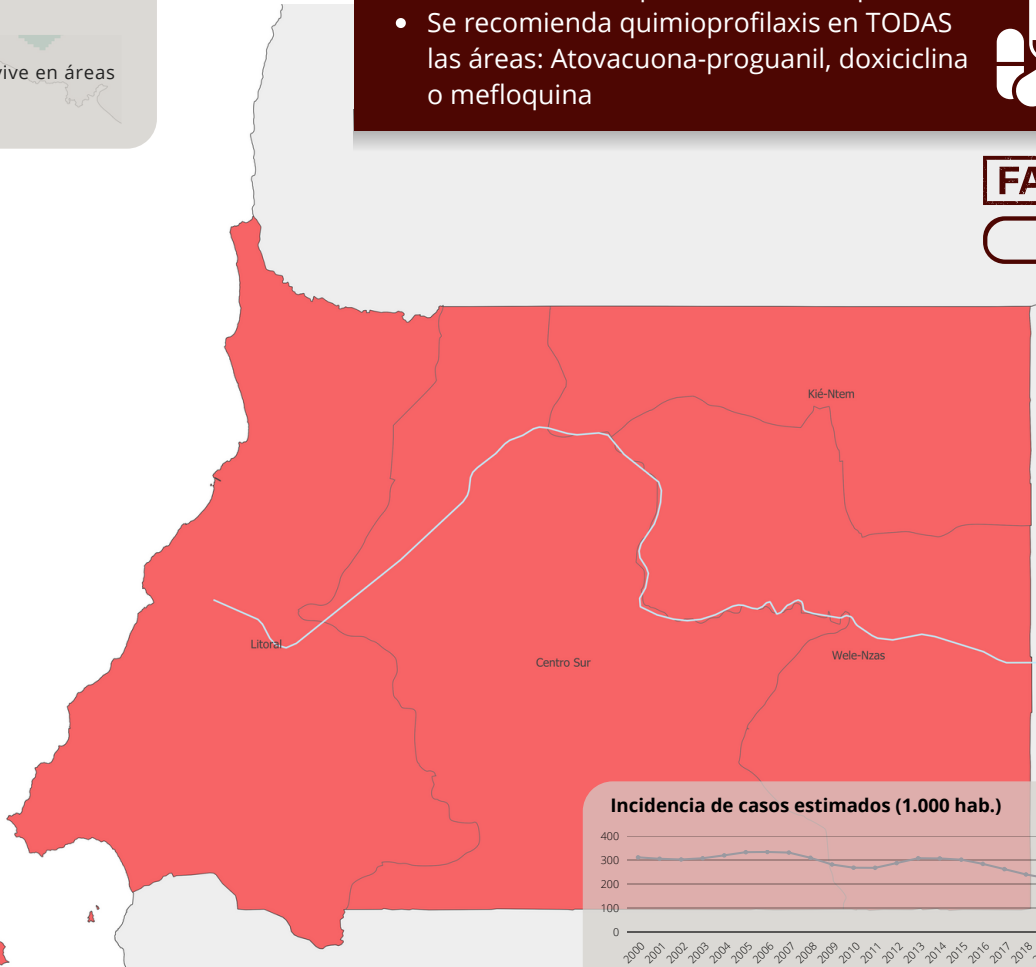 • Se recomienda quimioprofilaxis en TODAS
las áreas: Atovacuona-proguanil, doxiciclina
o mefloquina
vive en áreas
FA
Kié-Ntem
Litoral
Centro Sur
Wele-Nzas
Incidencia de casos estimados (1.000 hab.)
400
300
200
100
0
2000 2001 2002 2003 2004 2005 2006 2007 2008 2009 2010 2011 2012 2013 2014 2015 2016 2017 2018